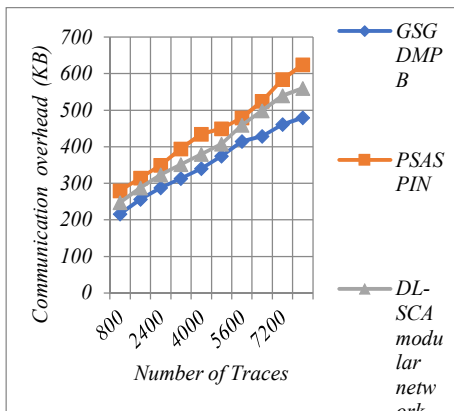 700
600
500
400
300
200
100
0
Communication overhead (KB)
800
2400
4000
5600
7200
Number of Traces
GSG
DMP
B
PSAS
PIN
DL-
SCA
modu
lar
netw
ork